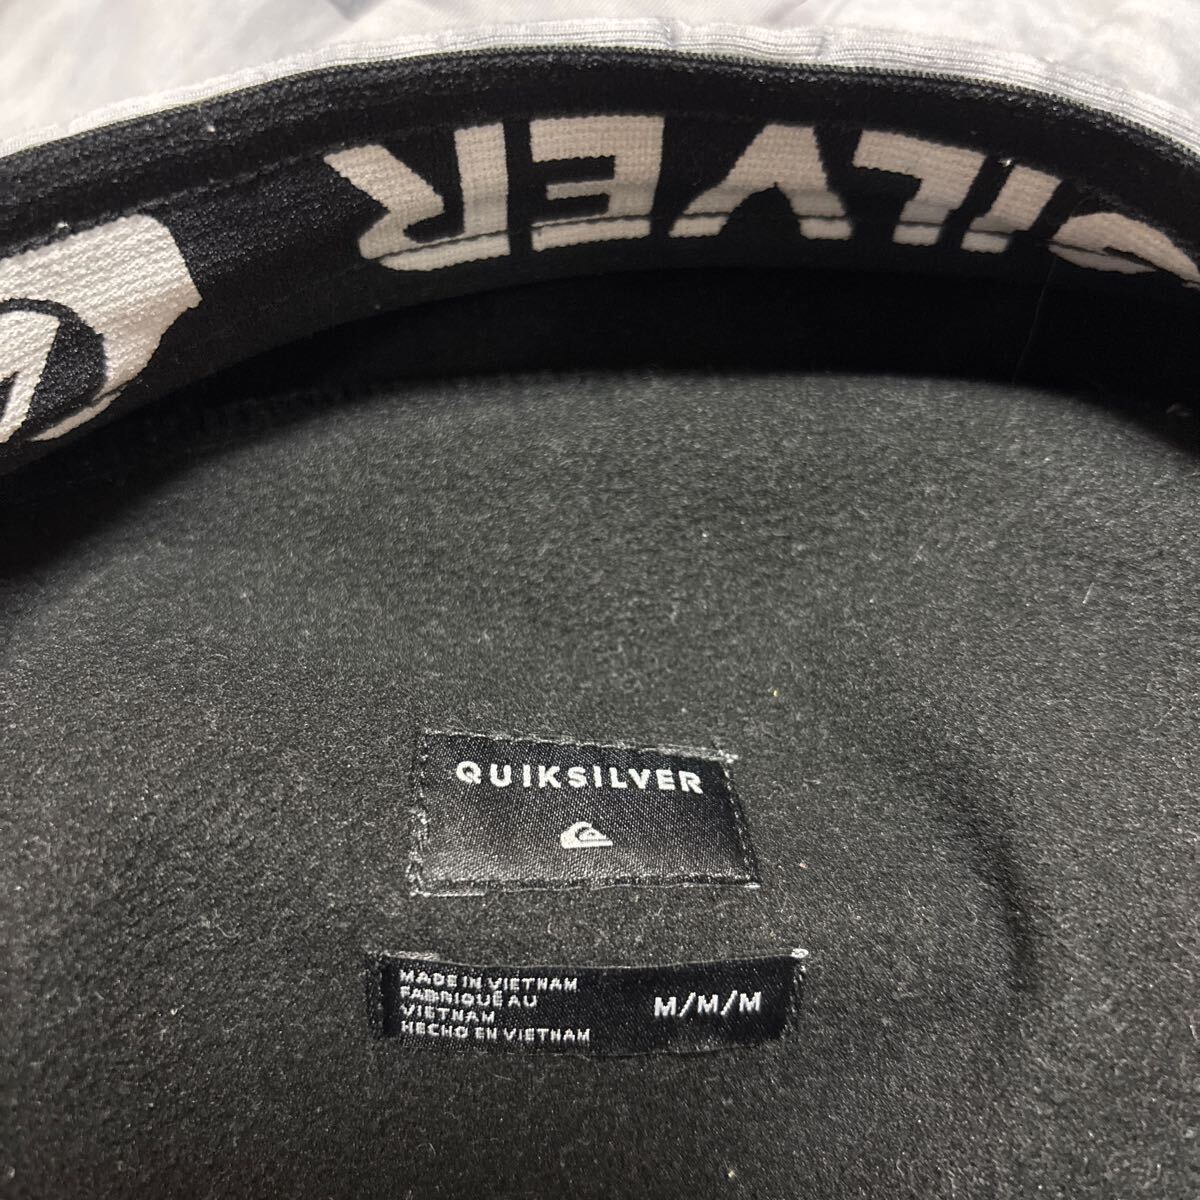 SILVER
QUIKSILVER
MADE IN VIETNAM
FABRIQUÉ AU
VIETNAM
HECHO EN VIETNAM
M/M/M